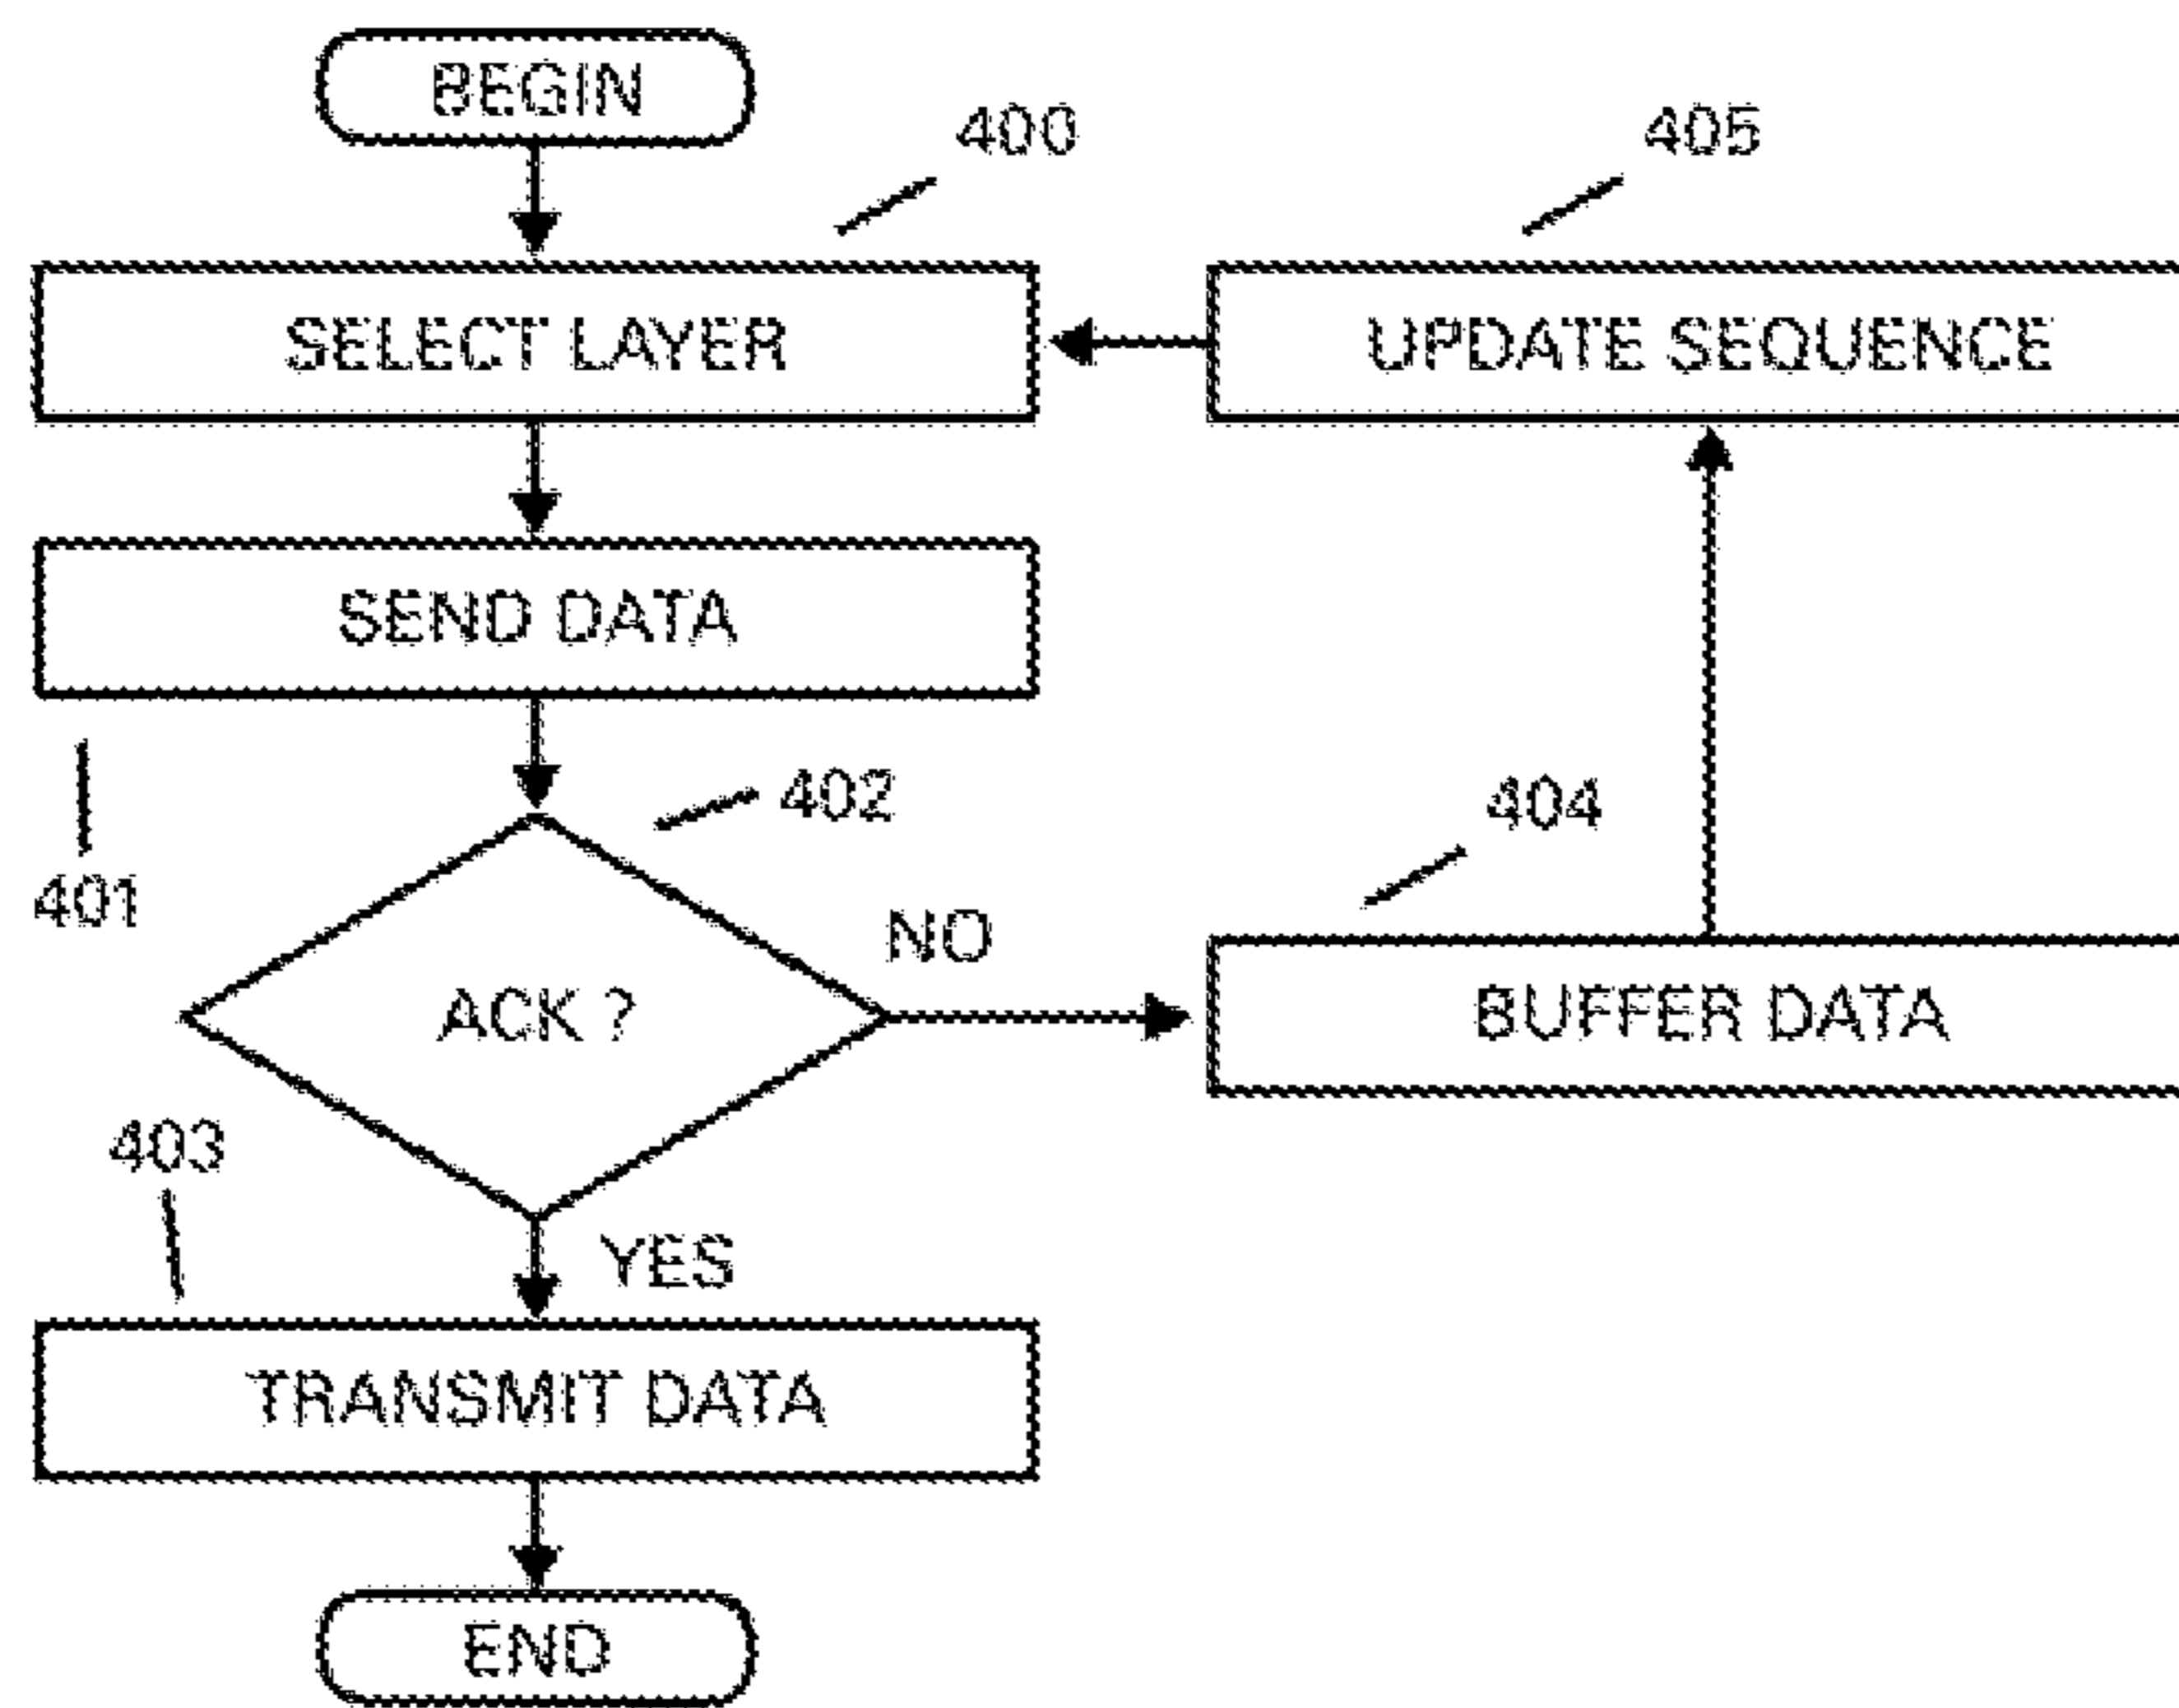 BEGIN
400
405
SELECT LAYER
UPDATE SEQUENCE
SEND DATA
402
404
401
NO
ACK ?
BUFFER DATA
403
YES
TRANSMIT DATA
END